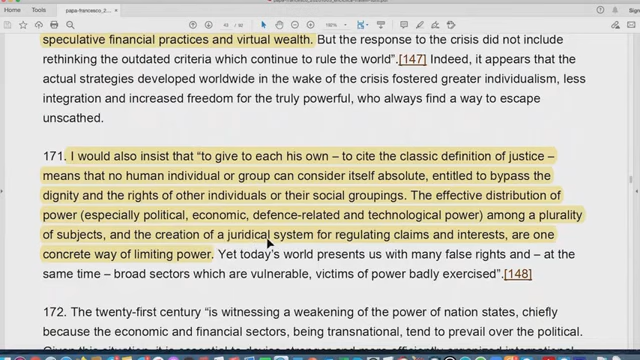 papa-francesco_2
Tools
papa-francesco_2...
161%
speculative financial practices and virtual wealth. But the response to the crisis did not include
rethinking the outdated criteria which continue to rule the world”.[147] Indeed, it appears that the
actual strategies developed worldwide in the wake of the crisis fostered greater individualism, less
integration and increased freedom for the truly powerful, who always find a way to escape
unscathed.
171. I would also insist that “to give to each his own – to cite the classic definition of justice –
means that no human individual or group can consider itself absolute, entitled to bypass the
dignity and the rights of other individuals or their social groupings. The effective distribution of
power (especially political, economic, defence-related and technological power) among a plurality
of subjects, and the creation of a juridical system for regulating claims and interests, are one
concrete way of limiting power. Yet today’s world presents us with many false rights and – at
the same time – broad sectors which are vulnerable, victims of power badly exercised”.[148]
172. The twenty-first century “is witnessing a weakening of the power of nation states, chiefly
because the economic and financial sectors, being transnational, tend to prevail over the political.